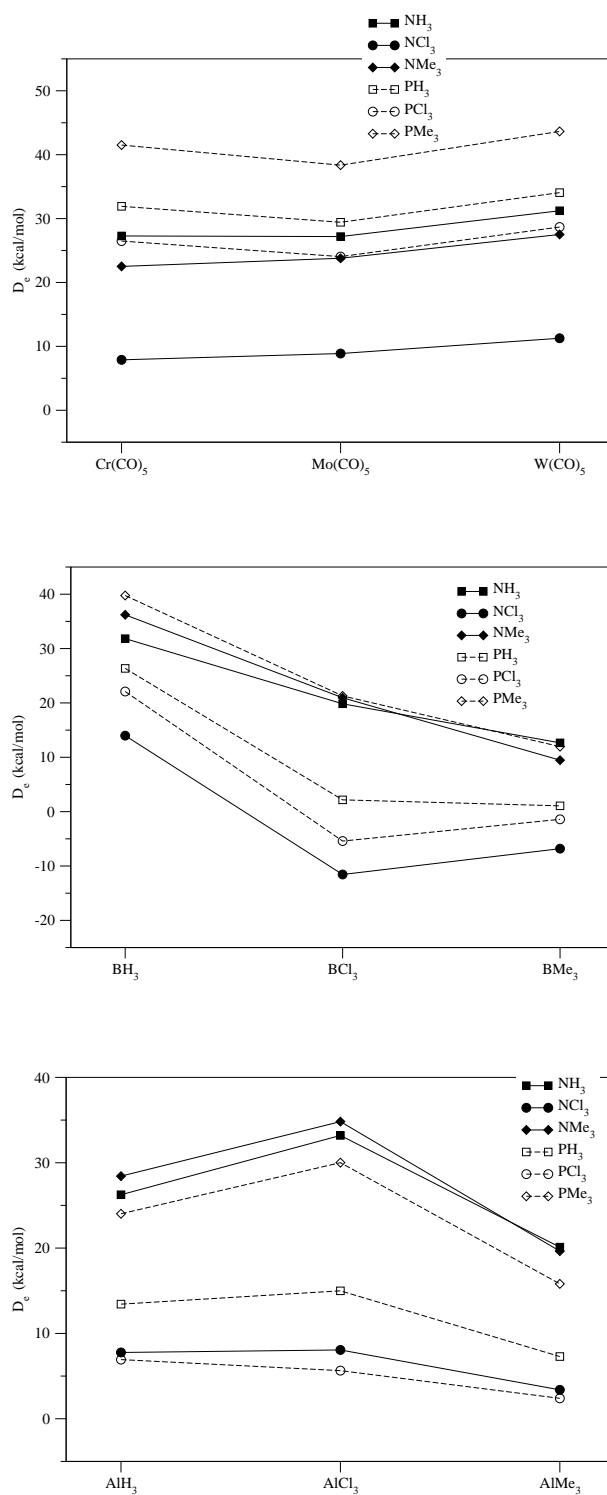 NH₃
NCl₃
NMe₃
PH₃
PCl₃
PMe₃
50
40
30
20
10
0
Dₑ (kcal/mol)
Cr(CO)₅ Mo(CO)₅ W(CO)₅
NH₃
NCl₃
NMe₃
PH₃
PCl₃
PMe₃
40
30
20
10
0
-10
-20
Dₑ (kcal/mol)
BH₃ BCl₃ BMe₃
NH₃
NCl₃
NMe₃
PH₃
PCl₃
PMe₃
40
30
20
10
0
Dₑ (kcal/mol)
AlH₃ AlCl₃ AlMe₃